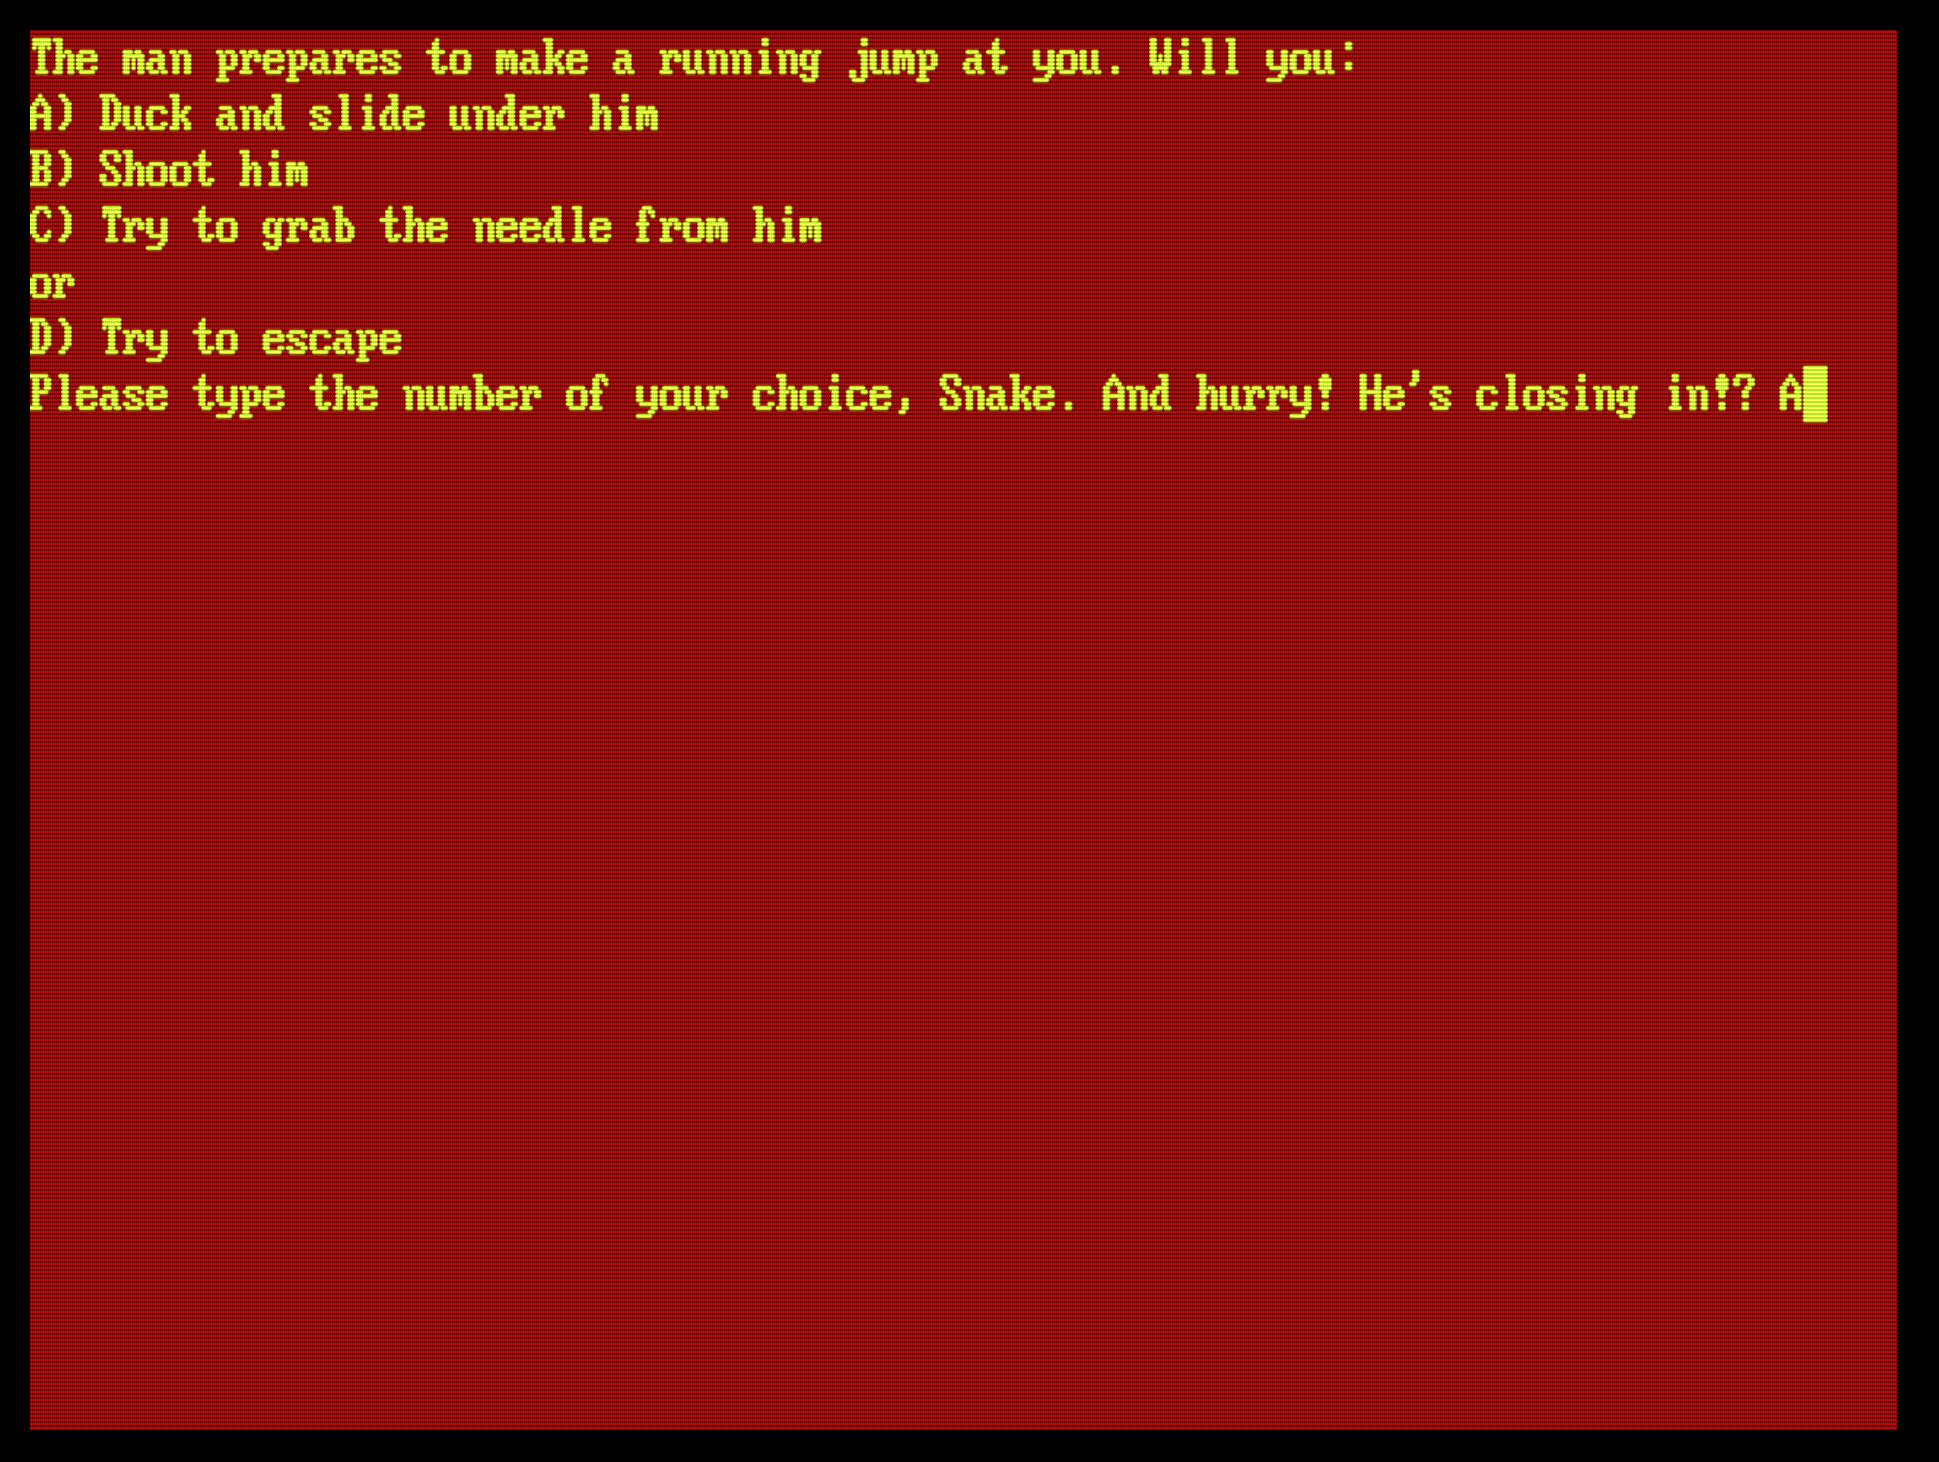 The man prepares to make a running jump at you. Will you:
A) Duck and slide under him
B) Shoot him
C) Try to grab the needle from him
or
D) Try to escape
Please type the number of your choice, Snake. And hurry! He's closing in!? A